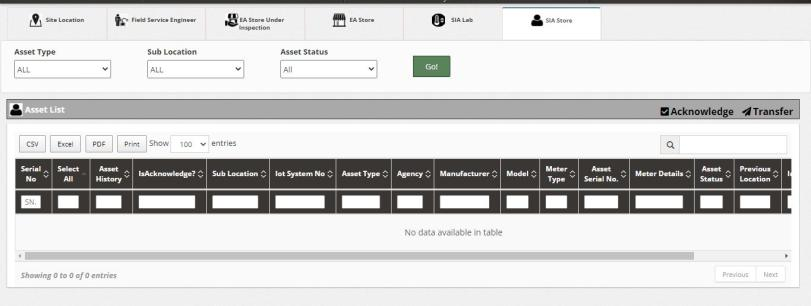 Site Location
Field Service Engineer
EA Store Under
Inspection
EA Store
SIA Lab
SIA Store
Asset Type
Sub Location
Asset Status
ALL
ALL
All
Go!
Asset List
Acknowledge
Transfer
CSV
Excel
PDF
Print
Show 100 entries
Serial No
Select All
Asset History
IsAcknowledge?
Sub Location
Iot System No
Asset Type
Agency
Manufacturer
Model
Meter Type
Asset Serial No.
Meter Details
Asset Status
Previous Location
SN.
No data available in table
Showing 0 to 0 of 0 entries
Previous
Next